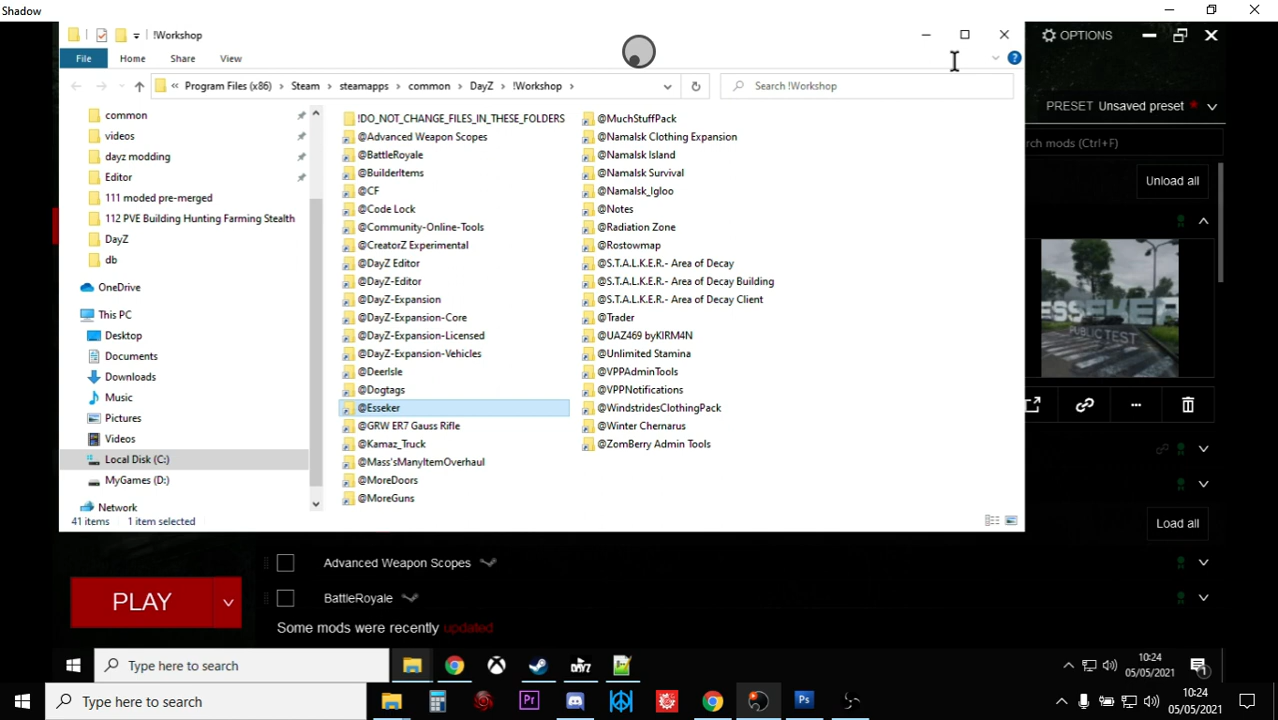 Shadow
!Workshop
File Home Share View
OPTIONS
« Program Files (x86) › Steam › steamapps › common › DayZ › !Workshop ›
Search !Workshop
PRESET Unsaved preset
rch mods (Ctrl+F)
Unload all
common
videos
dayz modding
Editor
111 moded pre-merged
112 PVE Building Hunting Farming Stealth
DayZ
db
OneDrive
This PC
Desktop
Documents
Downloads
Music
Pictures
Videos
Local Disk (C:)
MyGames (D:)
Network
!DO_NOT_CHANGE_FILES_IN_THESE_FOLDERS
@Advanced Weapon Scopes
@BattleRoyale
@BuilderItems
@CF
@Code Lock
@Community-Online-Tools
@CreatorZ Experimental
@DayZ Editor
@DayZ-Editor
@DayZ-Expansion
@DayZ-Expansion-Core
@DayZ-Expansion-Licensed
@DayZ-Expansion-Vehicles
@DeerIsle
@Dogtags
@Esseker
@GRW ER7 Gauss Rifle
@Kamaz_Truck
@Mass'sManyItemOverhaul
@MoreDoors
@MoreGuns
@MuchStuffPack
@Namalsk Clothing Expansion
@Namalsk Island
@Namalsk Survival
@Namalsk_Igloo
@Notes
@Radiation Zone
@Rostowmap
@S.T.A.L.K.E.R.- Area of Decay
@S.T.A.L.K.E.R.- Area of Decay Building
@S.T.A.L.K.E.R.- Area of Decay Client
@Trader
@UAZ469 byKIRM4N
@Unlimited Stamina
@VPPAdminTools
@VPPNotifications
@WindstridesClothingPack
@Winter Chernarus
@ZomBerry Admin Tools
41 items 1 item selected
ESSEKER
PUBLIC TEST
Load all
Advanced Weapon Scopes
BattleRoyale
Some mods were recently updated
PLAY
Type here to search
10:24
05/05/2021
Type here to search
Pr
Ps
10:24
05/05/2021